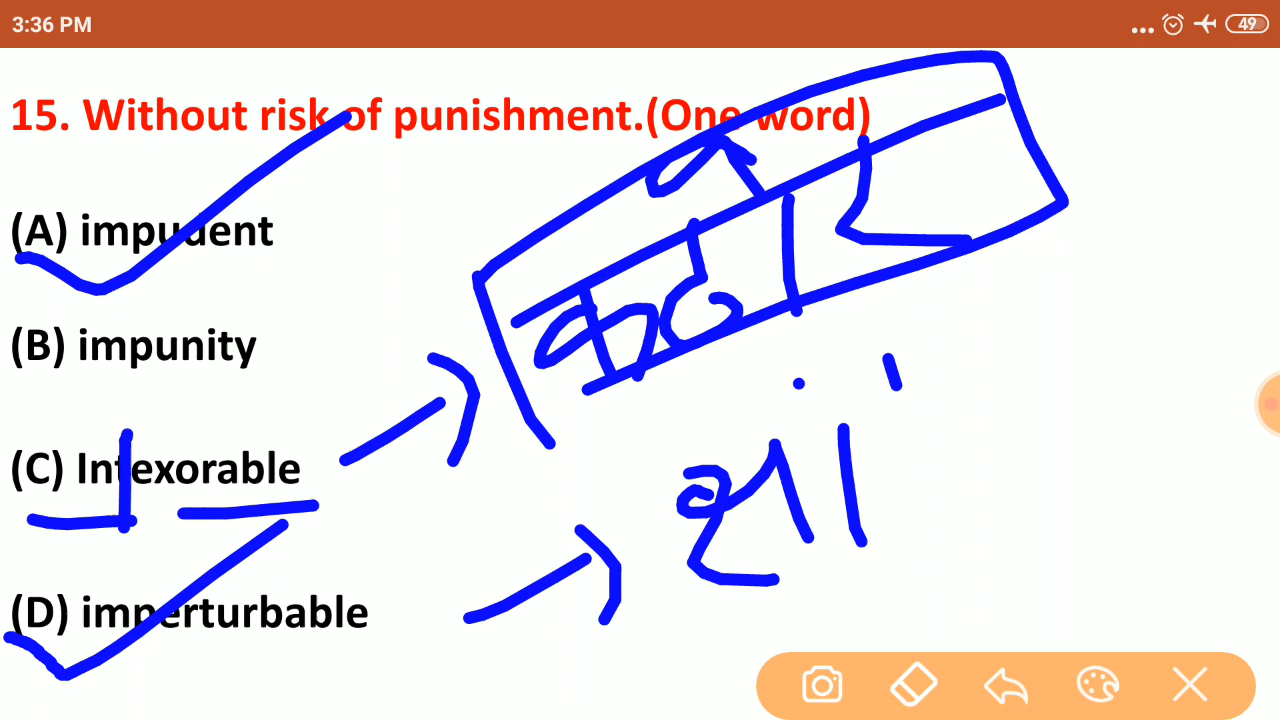 3:36 PM
49
15. Without risk of punishment.(One word)
(A) impudent
(B) impunity
(C) Intexorable
(D) imperturbable